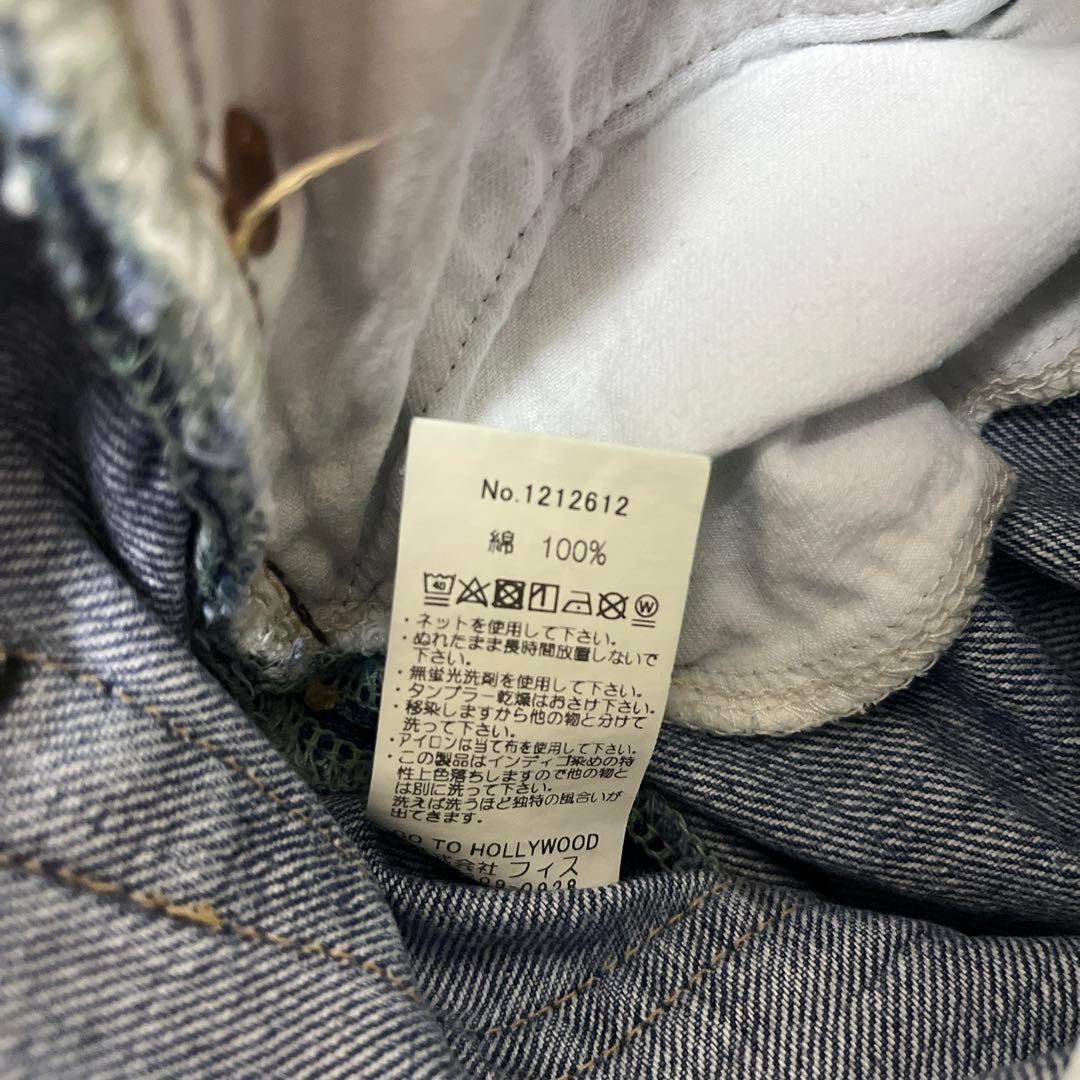 No.1212612
綿 100%
40
W
・ネットを使用して下さい。
・ぬれたまま長時間放置しないで
下さい。
・無蛍光洗剤を使用して下さい。
・タンブラー乾燥はおさけ下さい。
・移染しますから他の物と分けて
洗って下さい。
・アイロンは当て布を使用して下さい。
・この製品はインディゴ染めの特
性上色落ちしますので他の物と
は別に洗って下さい。
洗えば洗うほど独特の風合いが
出てきます。
GO TO HOLLYWOOD
会社 フィス